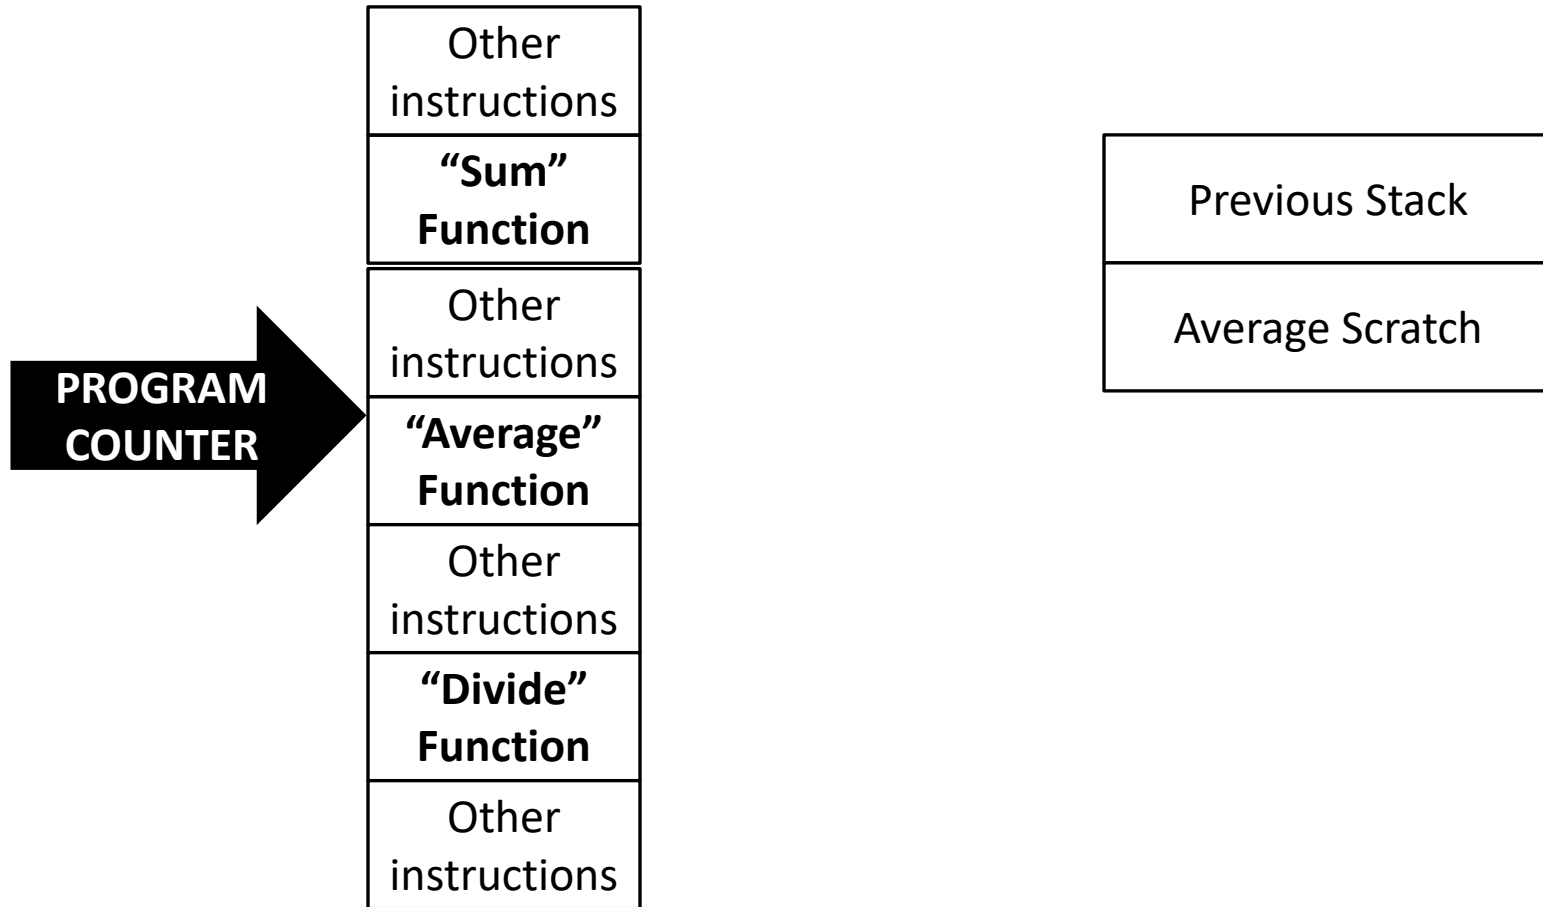 Other
instructions
“Sum”
Function
Other
instructions
PROGRAM
COUNTER
“Average”
Function
Other
instructions
“Divide”
Function
Other
instructions
Previous Stack
Average Scratch